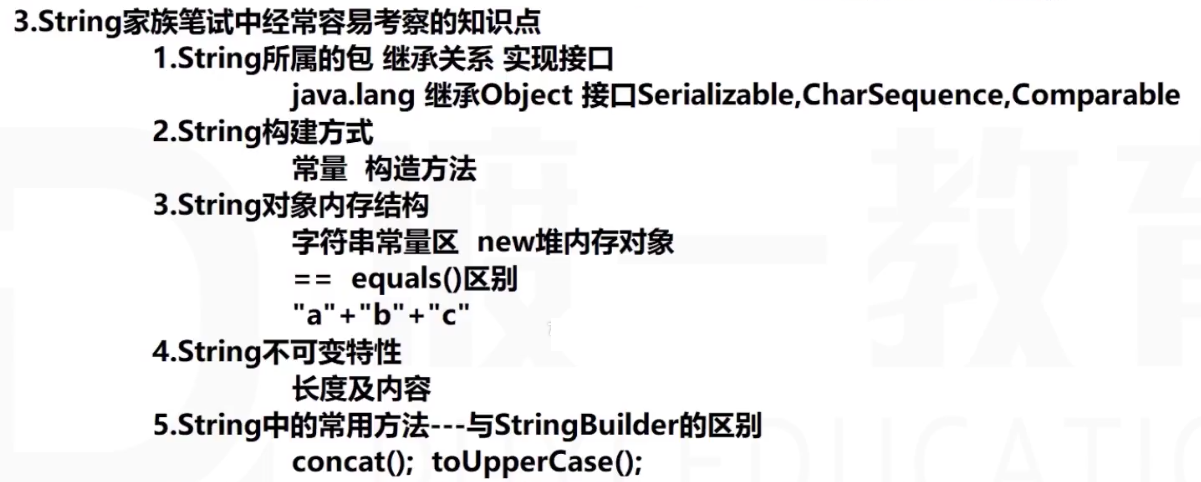 3.String家族笔试中经常容易考察的知识点
1.String所属的包 继承关系 实现接口
java.lang 继承Object 接口Serializable,CharSequence,Comparable
2.String构建方式
常量 构造方法
3.String对象内存结构
字符串常量区 new堆内存对象
== equals()区别
"a"+"b"+"c"
4.String不可变特性
长度及内容
5.String中的常用方法---与StringBuilder的区别
concat(); toUpperCase();
渡一教育
EDUCATI